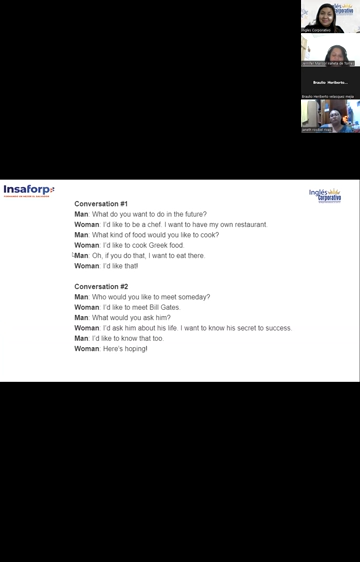 Inglés Corporativo
Braulio Heriberto...
Braulio Heriberto velasquez mejia
Insaforp
Inglés
Corporativo
Conversation #1
Man: What do you want to do in the future?
Woman: I'd like to be a chef. I want to have my own restaurant.
Man: What kind of food would you like to cook?
Woman: I'd like to cook Greek food.
Man: Oh, if you do that, I want to eat there.
Woman: I'd like that!
Conversation #2
Man: Who would you like to meet someday?
Woman: I'd like to meet Bill Gates.
Man: What would you ask him?
Woman: I'd ask him about his life. I want to know his secret to success.
Man: I'd like to know that too.
Woman: Here's hoping!